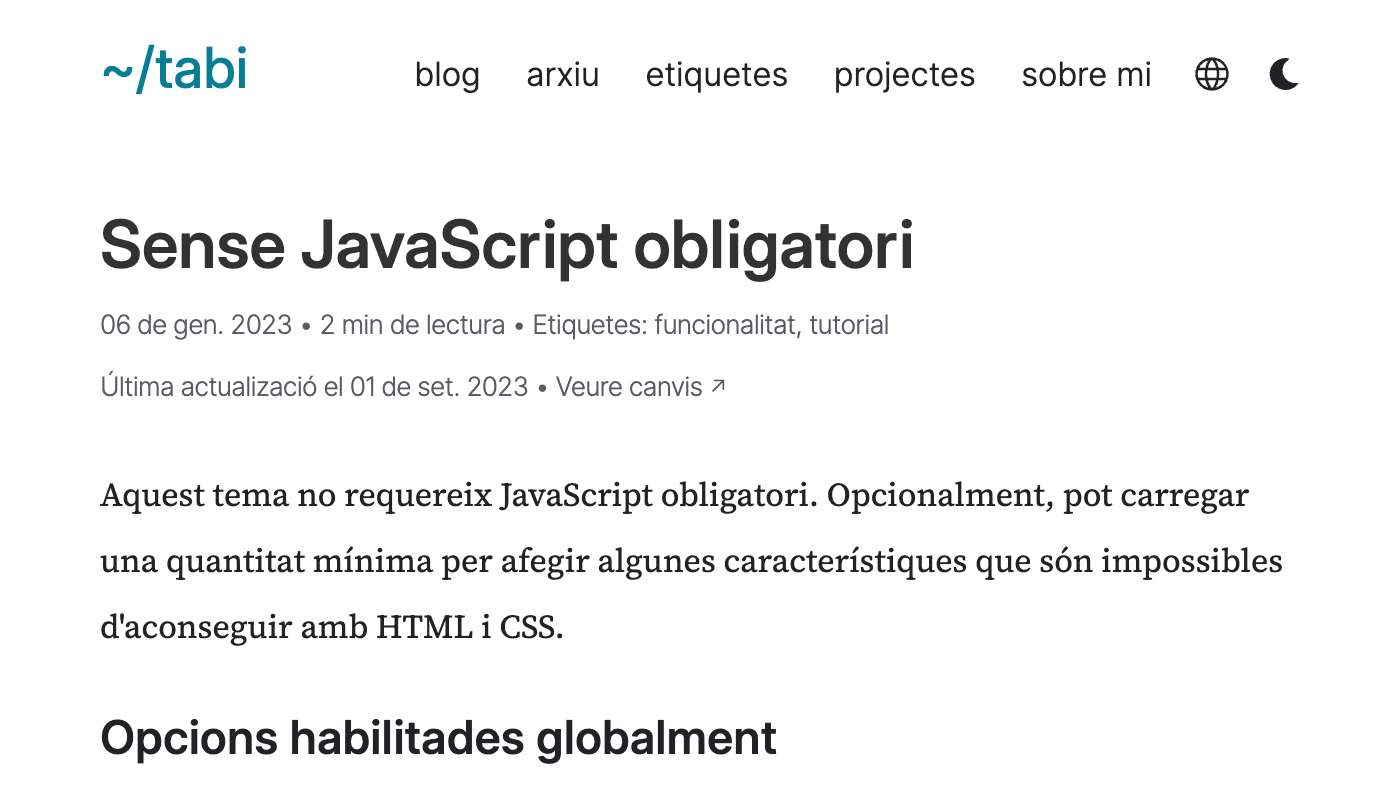 ~/tabi
blog arxiu etiquetes projectes sobre mi
Sense JavaScript obligatori
06 de gen. 2023 • 2 min de lectura • Etiquetes: funcionalitat, tutorial
Última actualizació el 01 de set. 2023 • Veure canvis ↗
Aquest tema no requereix JavaScript obligatori. Opcionalment, pot carregar
una quantitat mínima per afegir algunes característiques que són impossibles
d'aconseguir amb HTML i CSS.
Opcions habilitades globalment